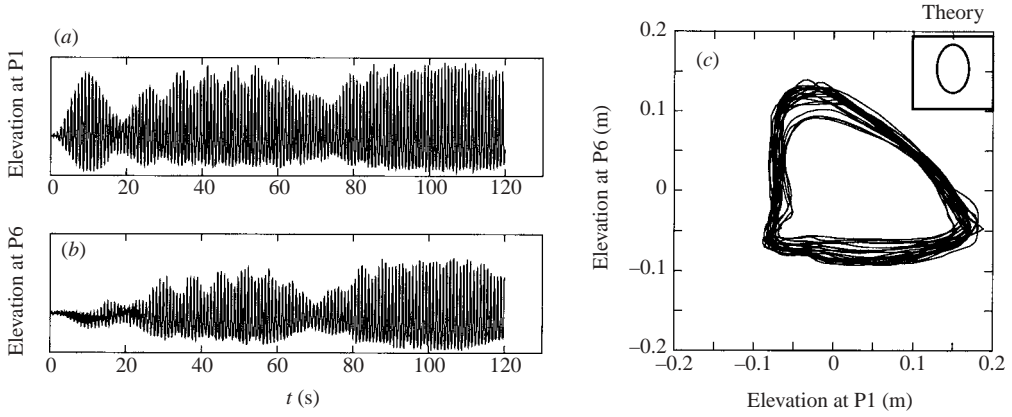 (a)
Elevation at P1
0 20 40 60 80 100 120
(b)
Elevation at P6
0 20 40 60 80 100 120
t (s)
Theory
(c)
0.2
0.1
0
–0.1
–0.2
Elevation at P6 (m)
–0.2 –0.1 0 0.1 0.2
Elevation at P1 (m)